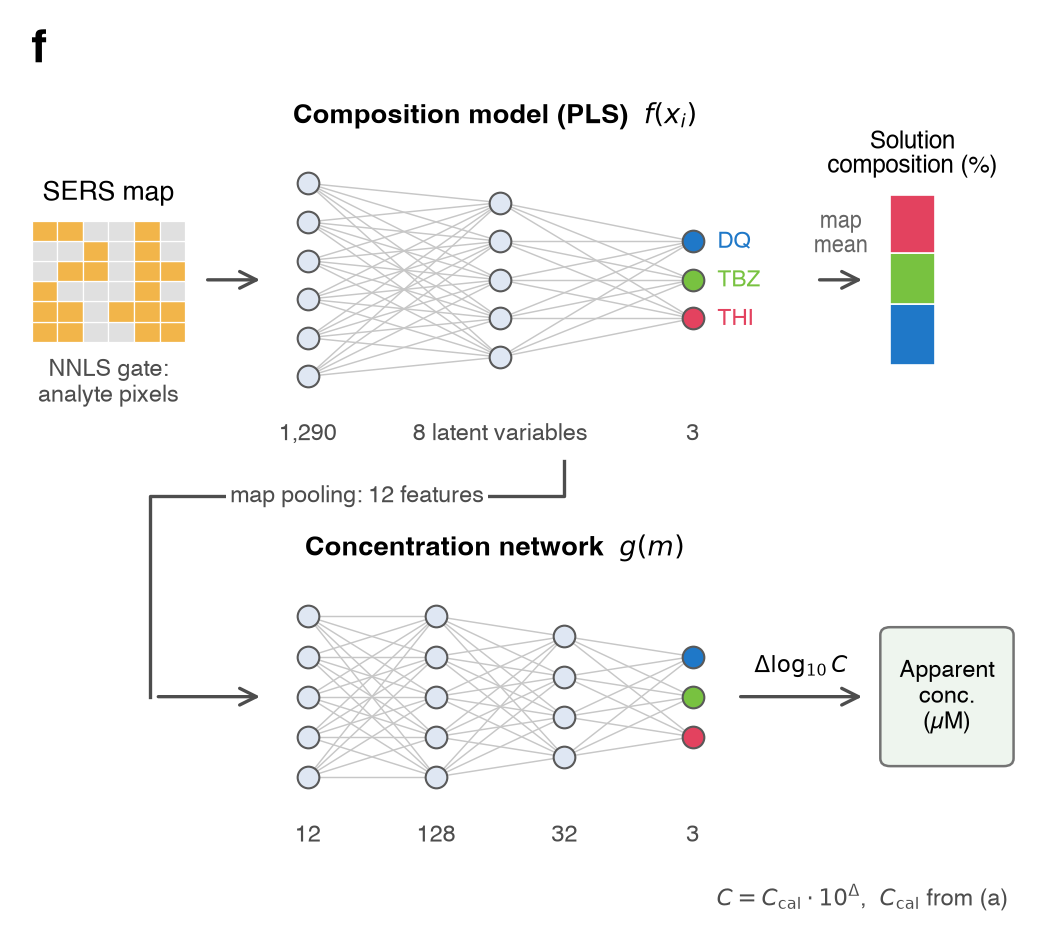 f
Composition model (PLS) f(xᵢ)
Solution
composition (%)
SERS map
map
mean
DQ
TBZ
THI
NNLS gate:
analyte pixels
1,290
8 latent variables
3
map pooling: 12 features
Concentration network g(m)
Δlog₁₀ C
Apparent
conc.
(μM)
12
128
32
3
C = C_cal · 10^Δ, C_cal from (a)